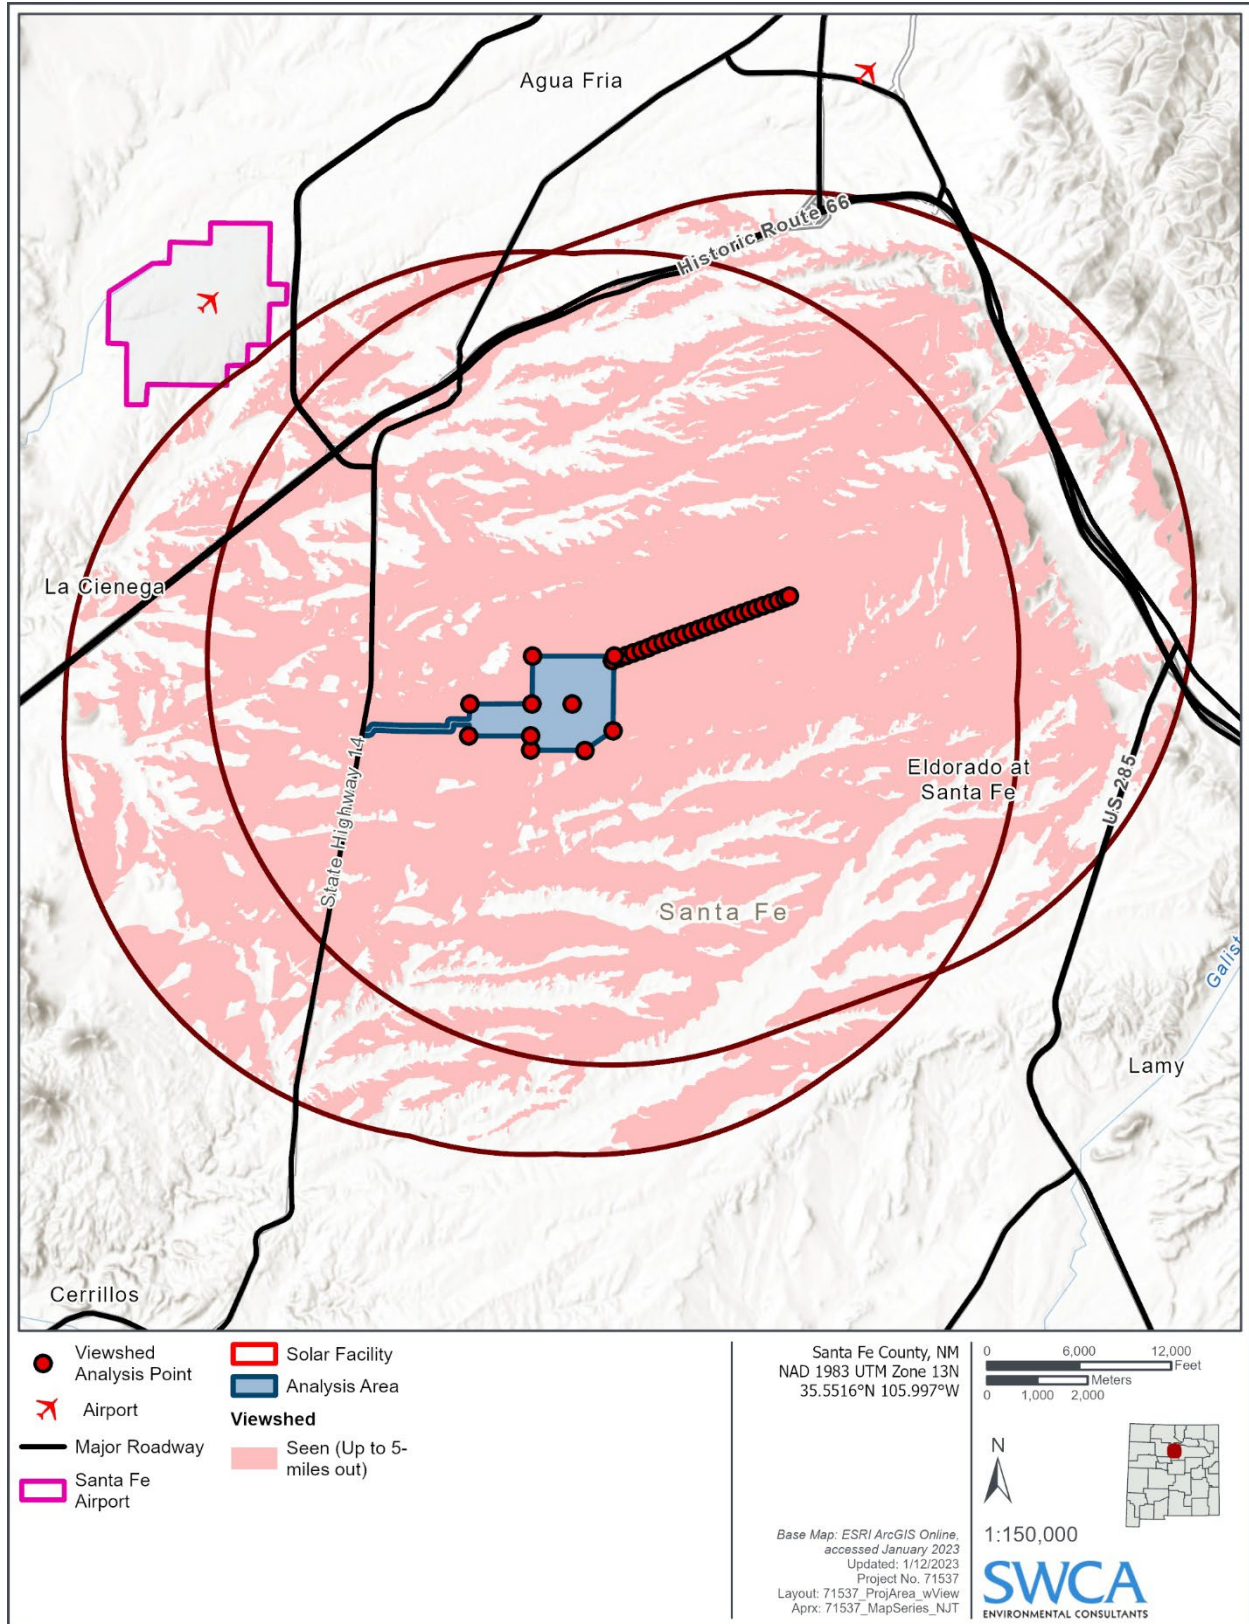 Agua Fria
Historic Route 66
La Cienega
State Highway 14
Eldorado at
Santa Fe
US 285
Santa Fe
Galist
Lamy
Cerrillos
Viewshed
Analysis Point
Airport
Major Roadway
Santa Fe
Airport
Solar Facility
Analysis Area
Viewshed
Seen (Up to 5-
miles out)
Santa Fe County, NM
NAD 1983 UTM Zone 13N
35.5516°N 105.997°W
Base Map: ESRI ArcGIS Online,
accessed January 2023
Updated: 1/12/2023
Project No. 71537
Layout: 71537_ProjArea_wView
Aprx: 71537_MapSeries_NJT
0 6,000 12,000
Feet
Meters
0 1,000 2,000
N
1:150,000
SWCA
ENVIRONMENTAL CONSULTANTS